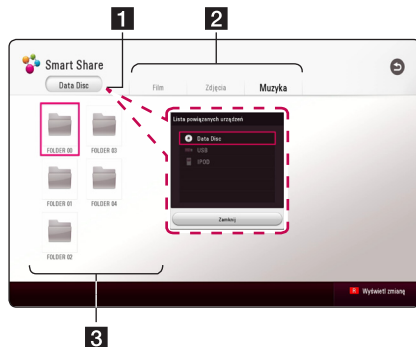 1
2
Smart Share
Data Disc
Film
Zdjęcia
Muzyka
Lista powiązanych urządzeń
Data Disc
USB
IPOD
Zamknij
FOLDER 00
FOLDER 03
FOLDER 01
FOLDER 04
FOLDER 02
R Wyświetl zmianę
3